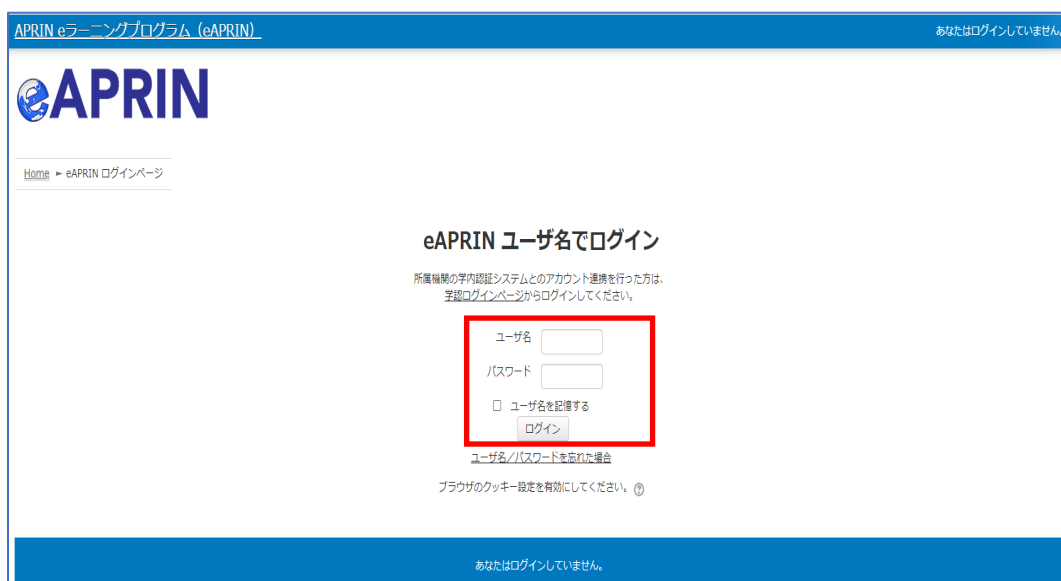 APRIN eラーニングプログラム（eAPRIN）
あなたはログインしていません。
eAPRIN
Home ► eAPRIN ログインページ
eAPRIN ユーザ名でログイン
所属機関の学内認証システムとのアカウント連携を行った方は、
学認ログインページからログインしてください。
ユーザ名
パスワード
ユーザ名を記憶する
ログイン
ユーザ名／パスワードを忘れた場合
ブラウザのクッキー設定を有効にしてください。 ?
あなたはログインしていません。